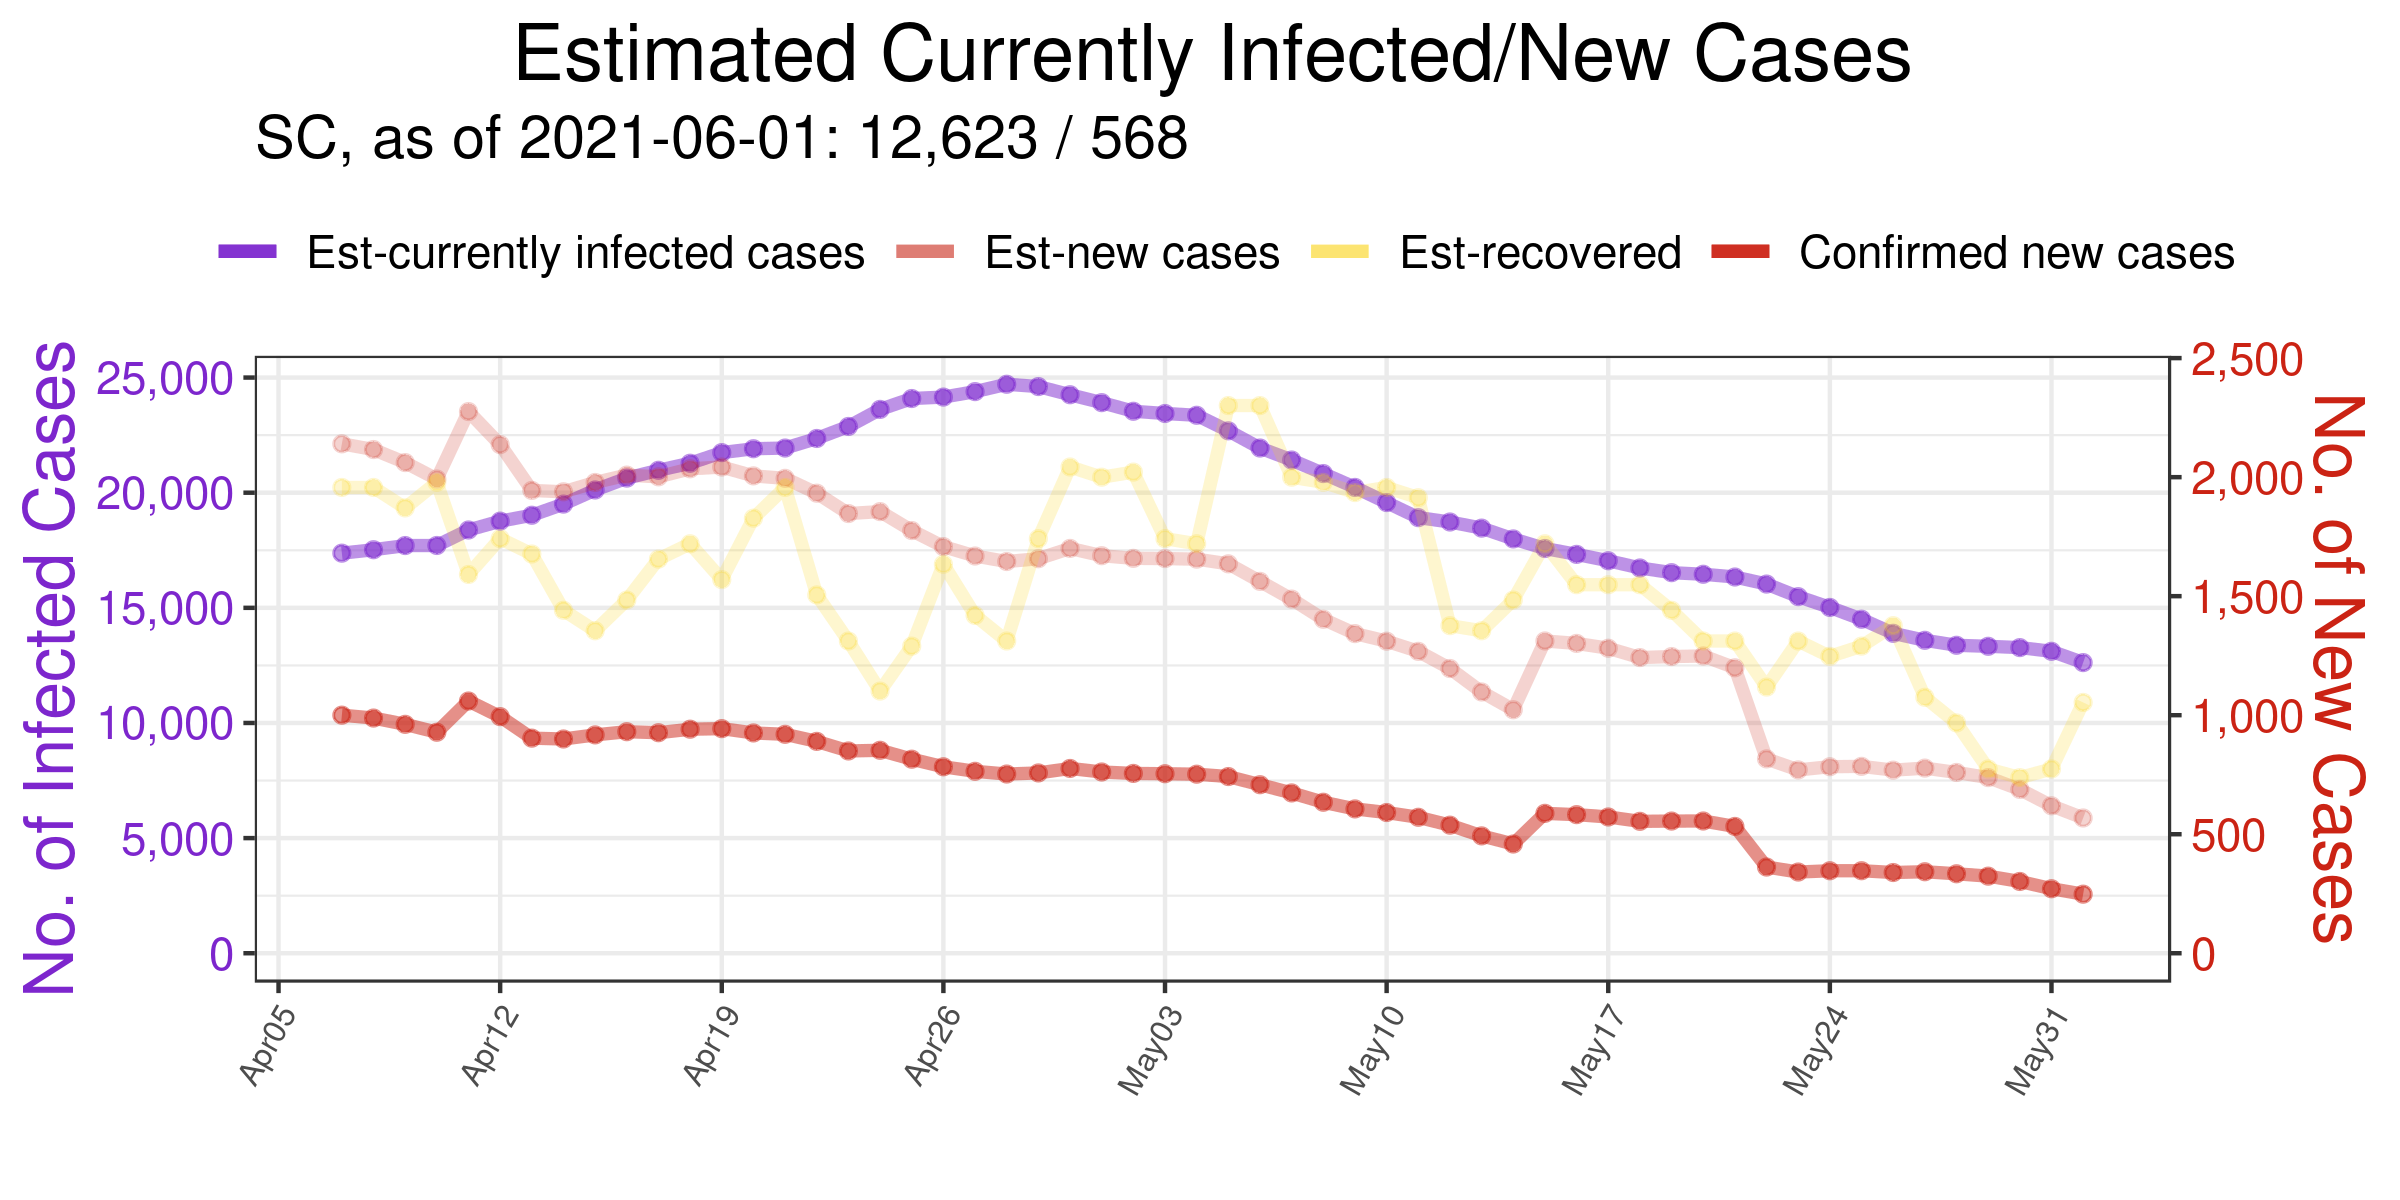 Estimated Currently Infected/New Cases
SC, as of 2021-06-01: 12,623 / 568
Est-currently infected cases Est-new cases Est-recovered Confirmed new cases
No. of Infected Cases
25,000
20,000
15,000
10,000
5,000
0
2,500
2,000
1,500
1,000
500
0
No. of New Cases
Apr05 Apr12 Apr19 Apr26 May03 May10 May17 May24 May31